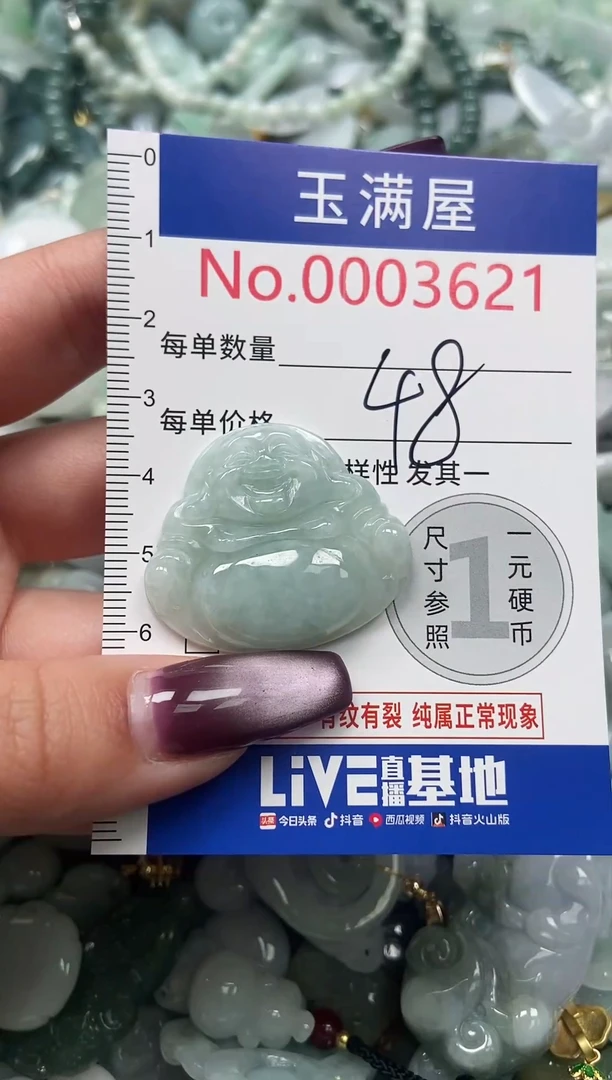 0
玉满屋
1
No.0003621
2
每单数量
48
3
每单价格
4
样性 发其一
5
尺寸参照
1
一元硬币
6
有纹有裂 纯属正常现象
LiVE直播基地
头条 今日头条 抖音 西瓜视频 抖音火山版